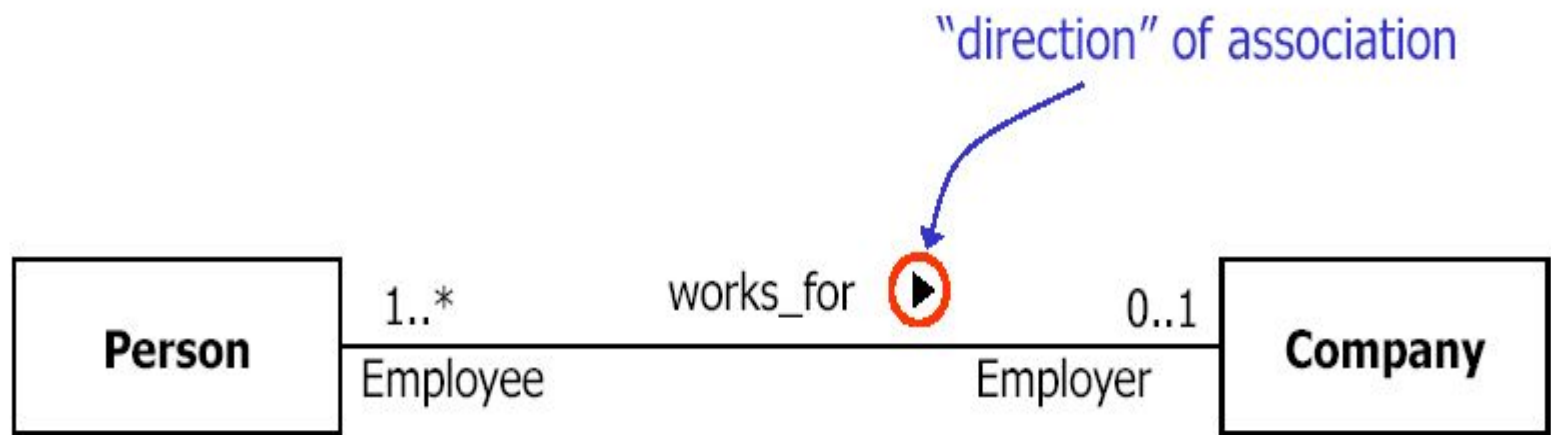 “direction” of association
1..* works_for 0..1
Person Company
Employee Employer